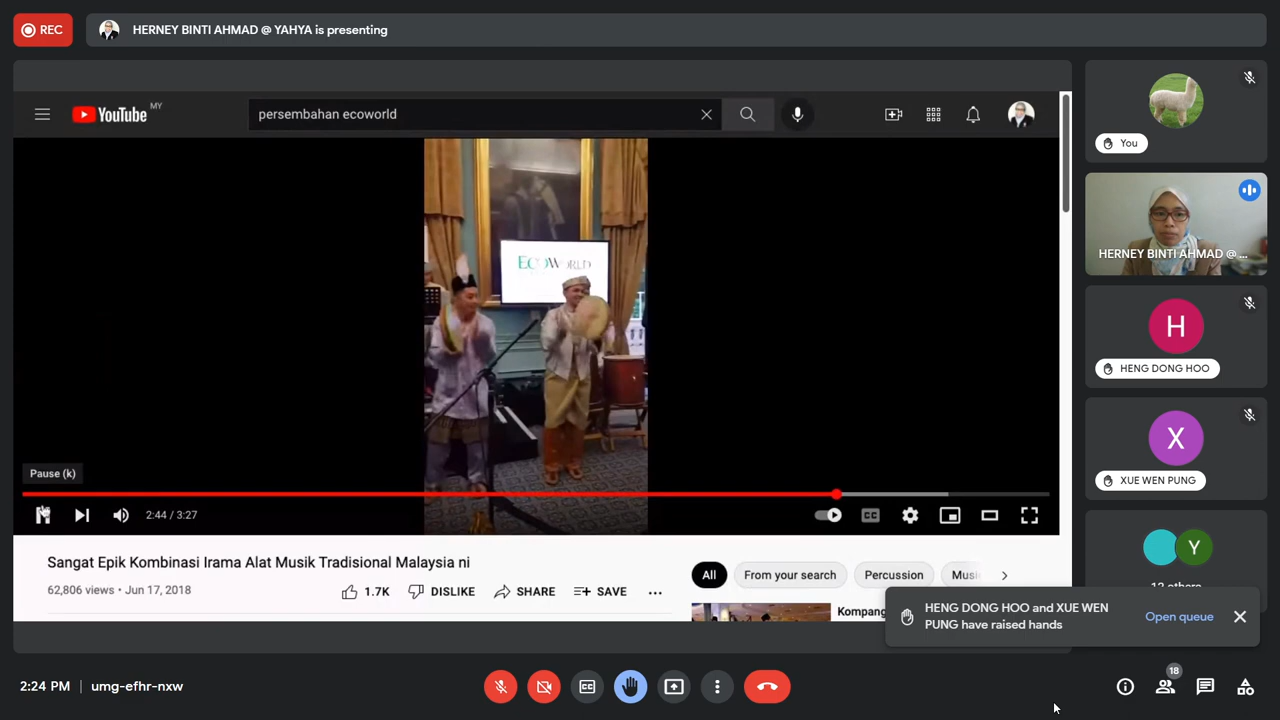 REC
HERNEY BINTI AHMAD @ YAHYA is presenting
YouTube MY
persembahan ecoworld
You
HERNEY BINTI AHMAD @ ...
ECOWORLD
HENG DONG HOO
XUE WEN PUNG
Pause (k)
2:44 / 3:27
CC
Sangat Epik Kombinasi Irama Alat Musik Tradisional Malaysia ni
62,806 views • Jun 17, 2018
1.7K DISLIKE SHARE SAVE ...
All From your search Percussion Musi
Kompang
H
X
Y
12 others
HENG DONG HOO and XUE WEN
PUNG have raised hands
Open queue
2:24 PM umg-efhr-nxw
CC
18